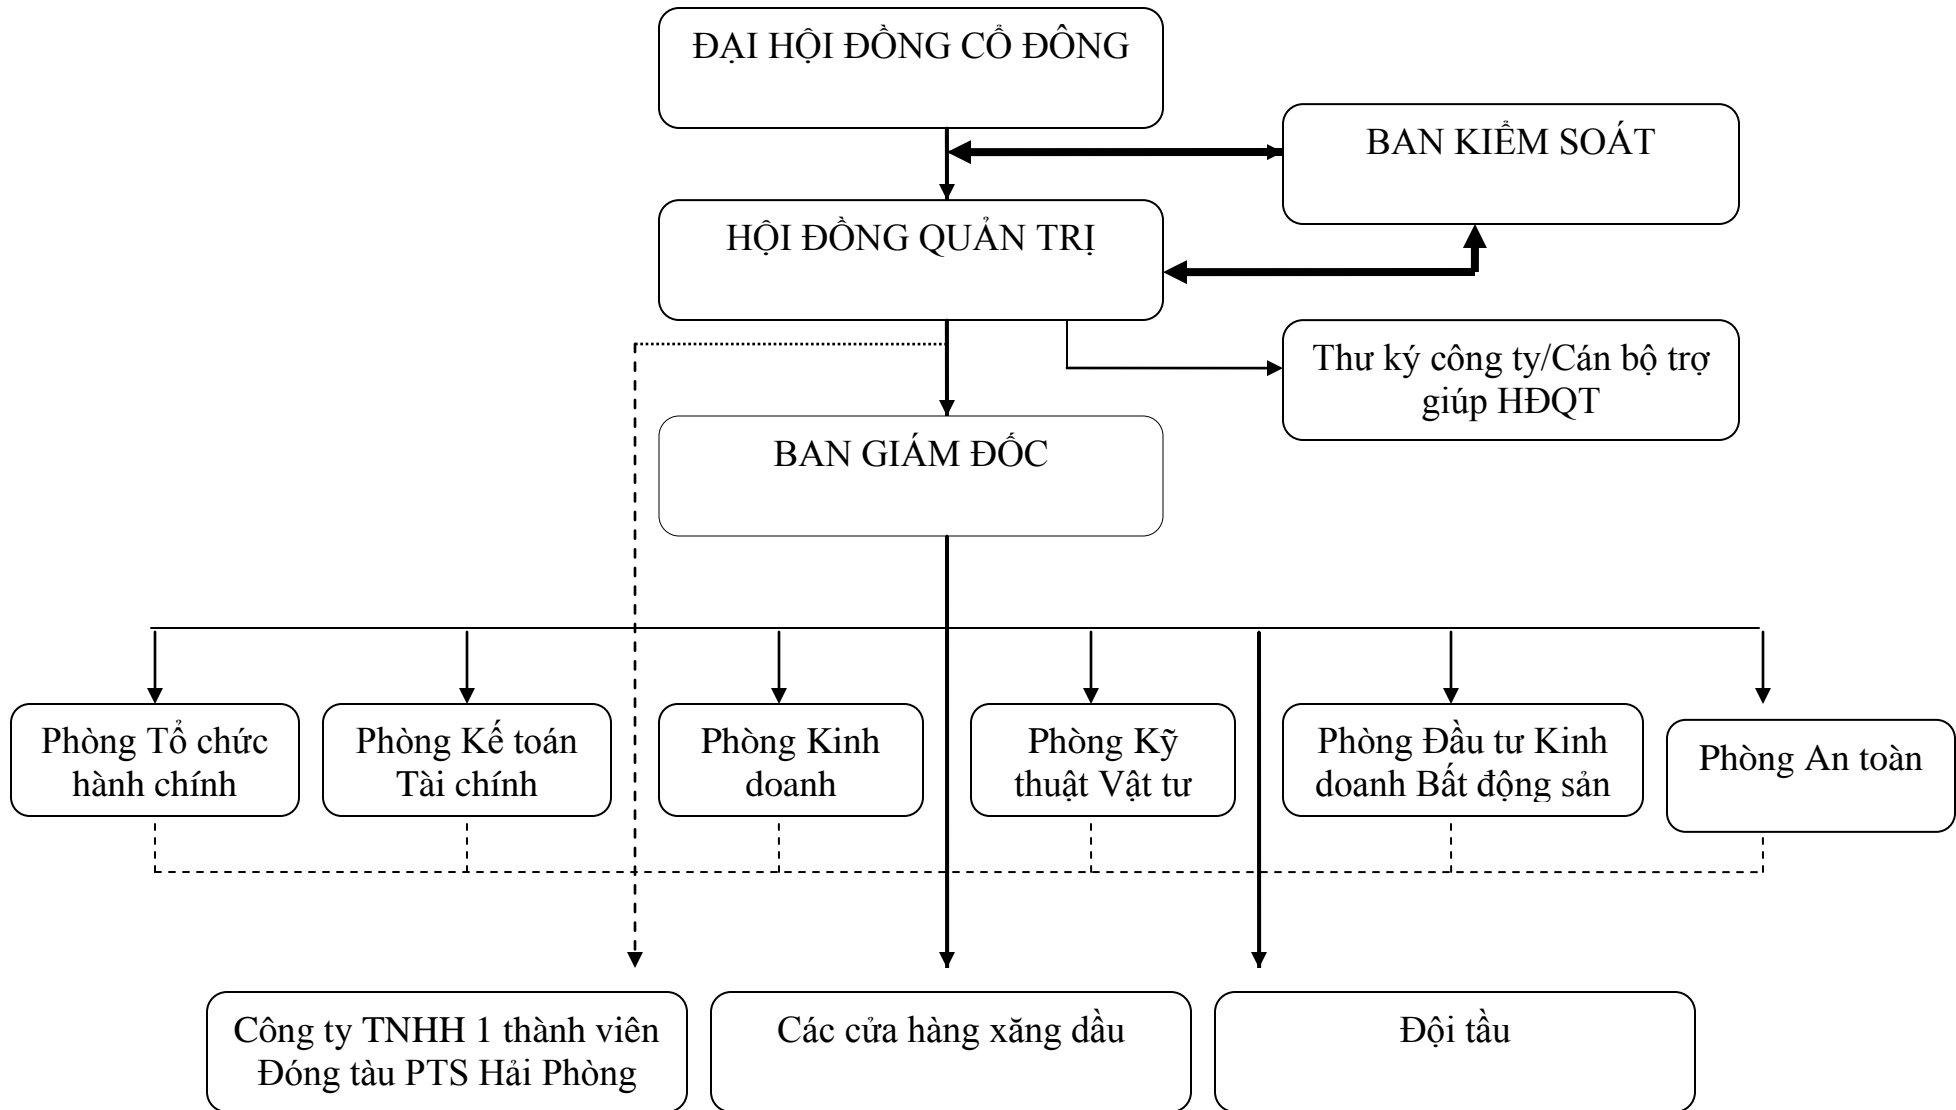 ĐẠI HỘI ĐỒNG CỔ ĐÔNG
BAN KIỂM SOÁT
HỘI ĐỒNG QUẢN TRỊ
Thư ký công ty/Cán bộ trợ
giúp HĐQT
BAN GIÁM ĐỐC
Phòng Tổ chức
hành chính
Phòng Kế toán
Tài chính
Phòng Kinh
doanh
Phòng Kỹ
thuật Vật tư
Phòng Đầu tư Kinh
doanh Bất động sản
Phòng An toàn
Công ty TNHH 1 thành viên
Đóng tàu PTS Hải Phòng
Các cửa hàng xăng dầu
Đội tầu